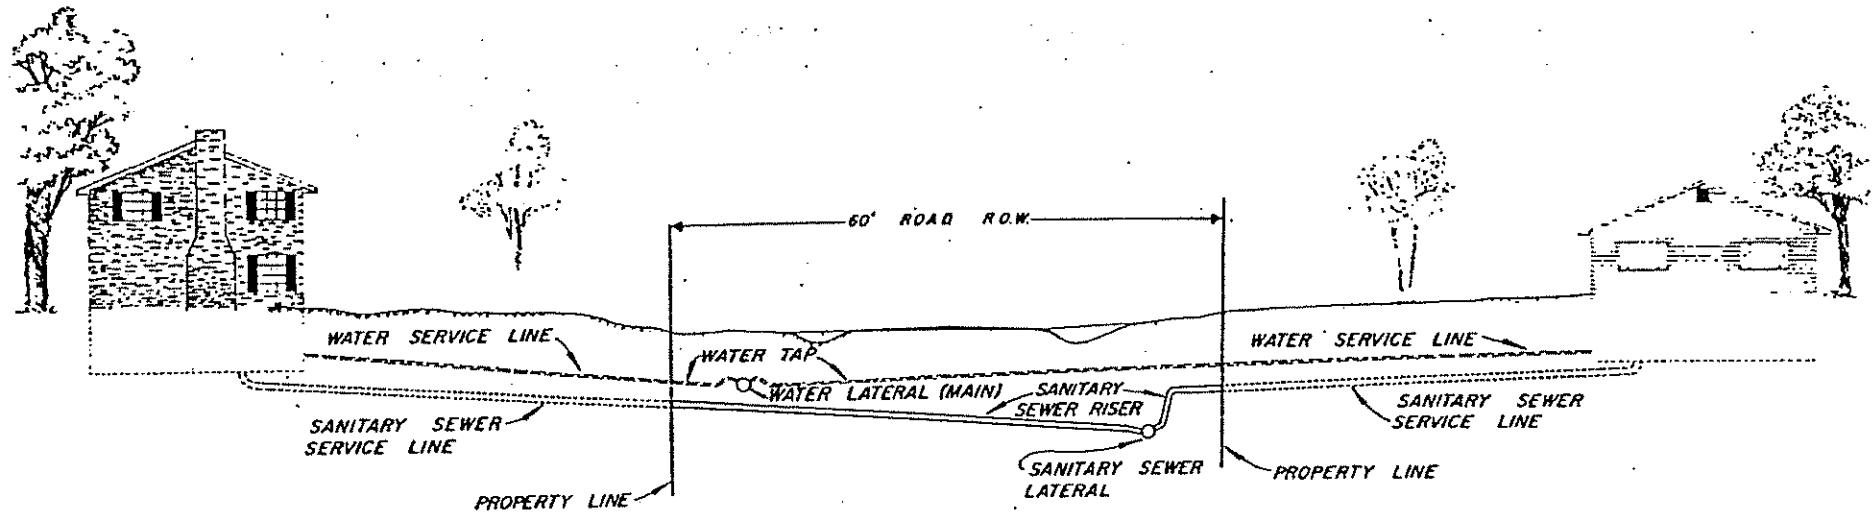 60' ROAD R.O.W.
WATER SERVICE LINE
WATER TAP
WATER SERVICE LINE
WATER LATERAL (MAIN)
SANITARY
SEWER RISER
SANITARY SEWER
SERVICE LINE
SANITARY SEWER
SERVICE LINE
SANITARY SEWER
LATERAL
PROPERTY LINE
PROPERTY LINE